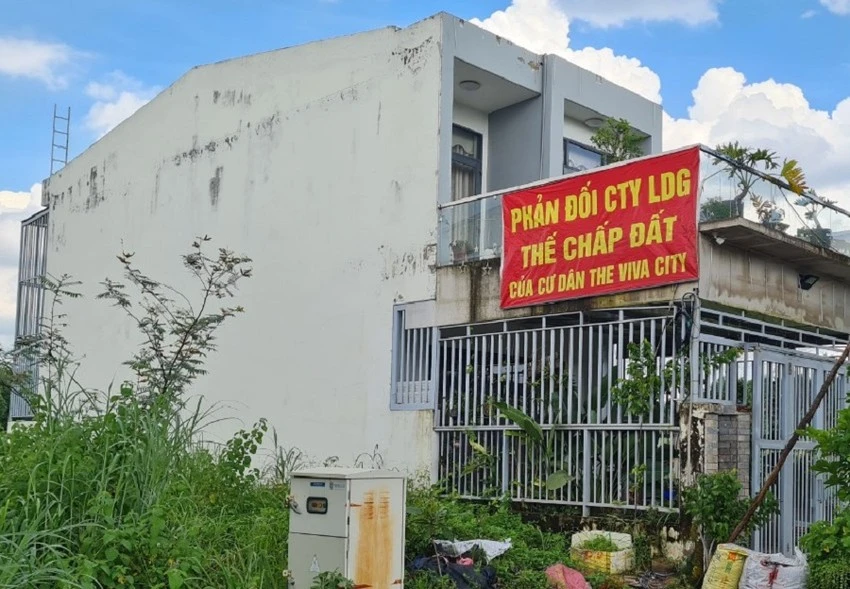 PHẢN ĐỐI CTY LDG
THẾ CHẤP ĐẤT
CỦA CƯ DÂN THE VIVA CITY